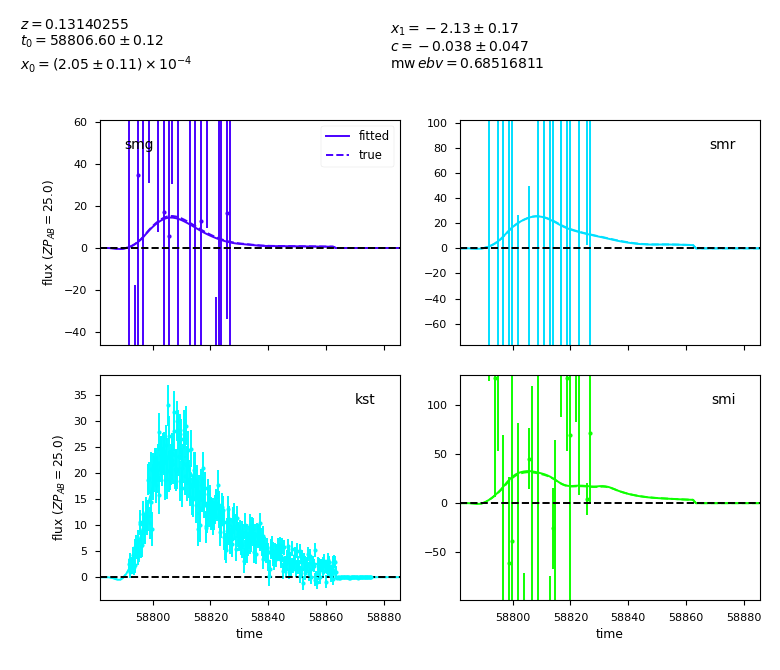 z = 0.13140255
t₀ = 58806.60 ± 0.12
x₀ = (2.05 ± 0.11) × 10⁻⁴
x₁ = −2.13 ± 0.17
c = −0.038 ± 0.047
mw ebv = 0.68516811
smg
fitted
true
60
40
20
0
−20
−40
flux (ZP_AB = 25.0)
smr
100
80
60
40
20
0
−20
−40
−60
kst
35
30
25
20
15
10
5
0
flux (ZP_AB = 25.0)
58800 58820 58840 58860 58880
time
smi
100
50
0
−50
58800 58820 58840 58860 58880
time